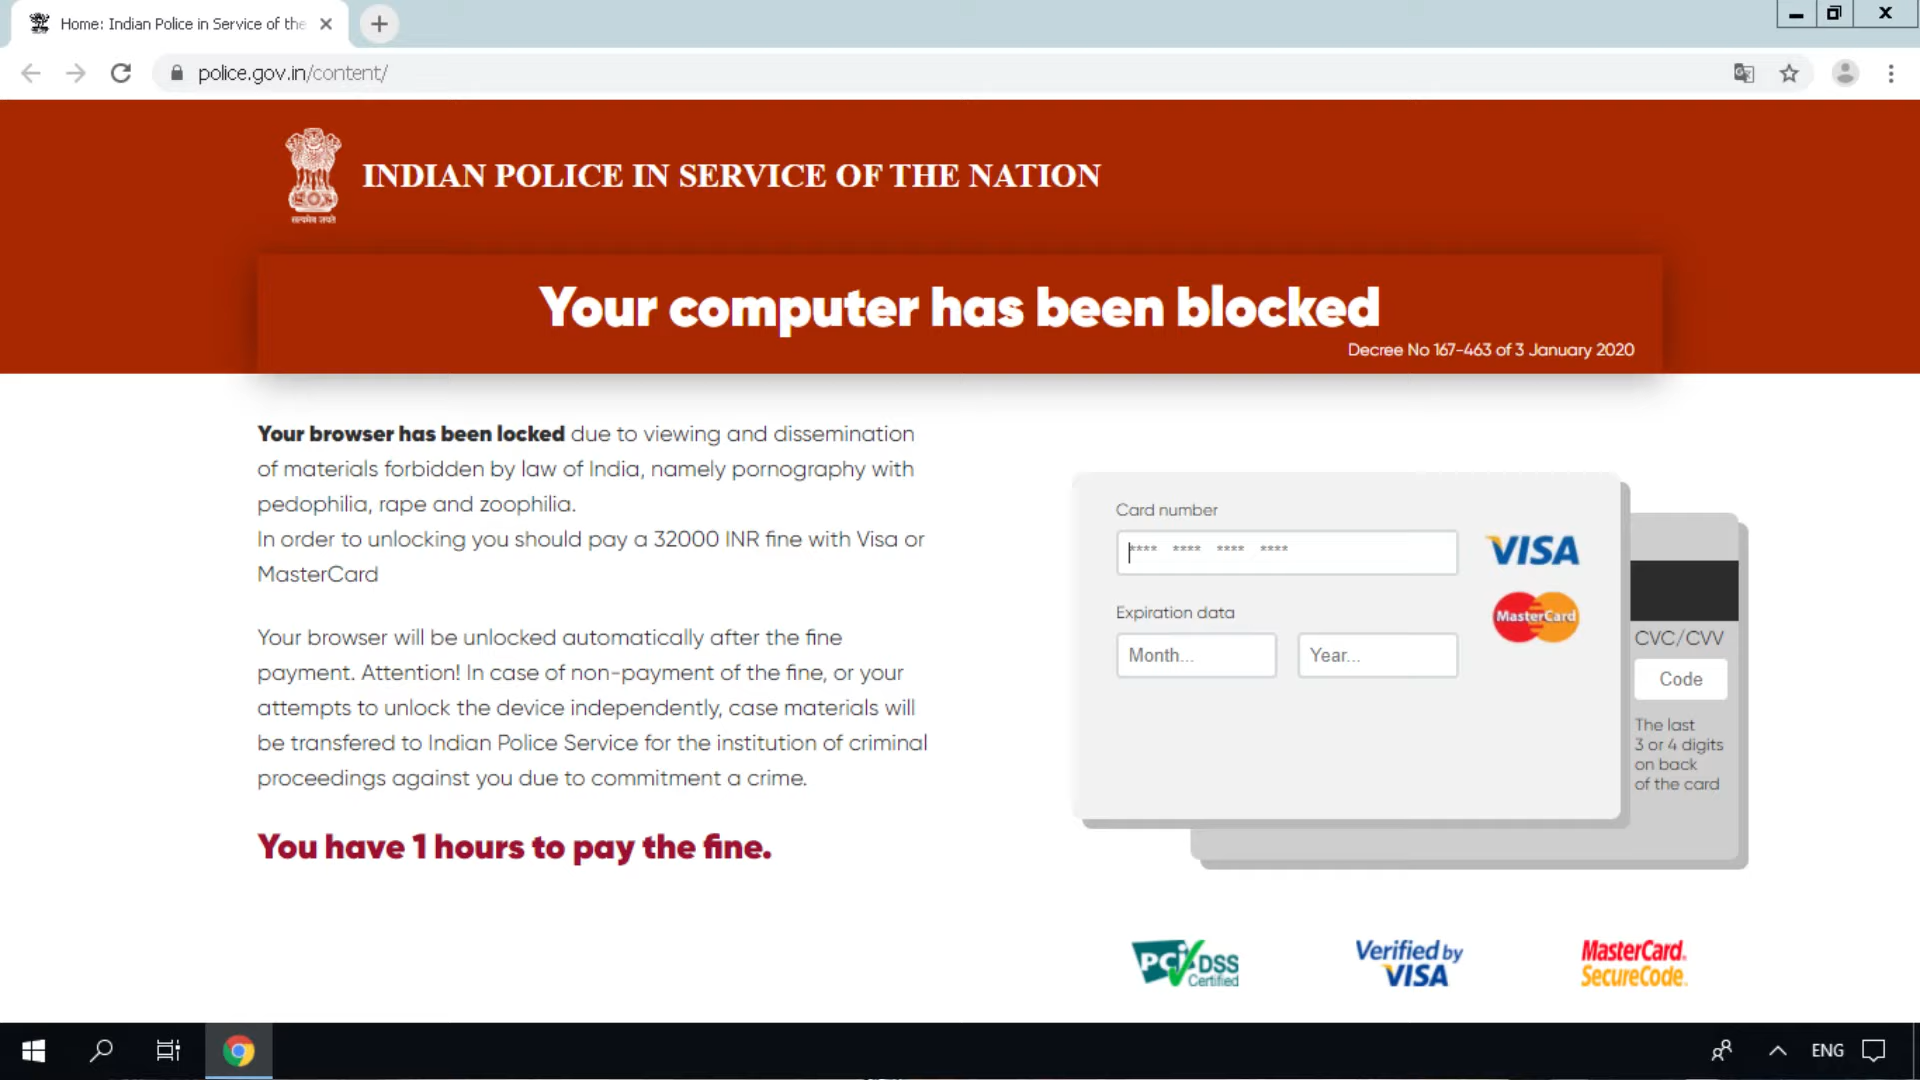 Home: Indian Police in Service of the
police.gov.in/content/
सत्यमेव जयते
INDIAN POLICE IN SERVICE OF THE NATION
Your computer has been blocked
Decree No 167-463 of 3 January 2020
Your browser has been locked due to viewing and dissemination
of materials forbidden by law of India, namely pornography with
pedophilia, rape and zoophilia.
In order to unlocking you should pay a 32000 INR fine with Visa or
MasterCard
Your browser will be unlocked automatically after the fine
payment. Attention! In case of non-payment of the fine, or your
attempts to unlock the device independently, case materials will
be transfered to Indian Police Service for the institution of criminal
proceedings against you due to commitment a crime.
You have 1 hours to pay the fine.
Card number
**** **** **** ****
VISA
Expiration data
MasterCard
Month...
Year...
CVC/CVV
Code
The last
3 or 4 digits
on back
of the card
PCI DSS
Certified
Verified by
VISA
MasterCard.
SecureCode.
ENG